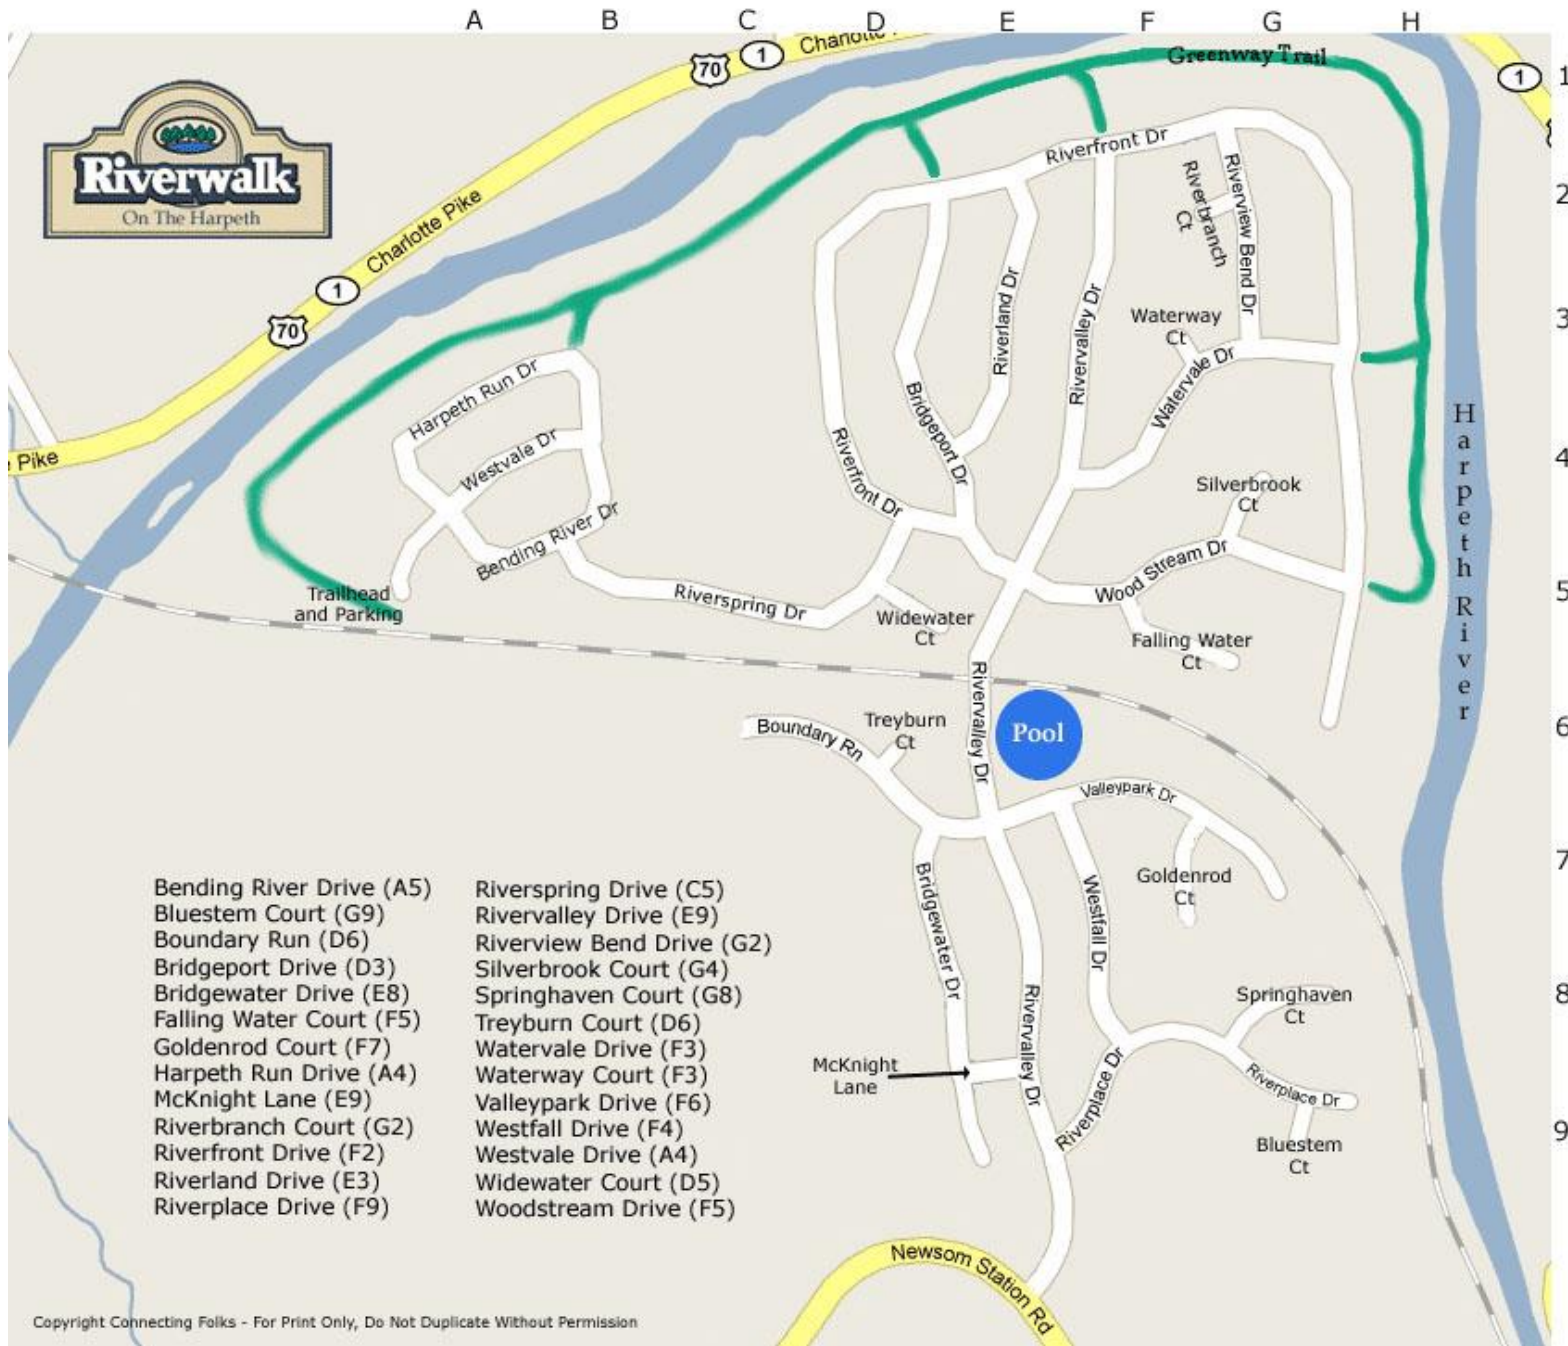 A B C D E F G H
Charlotte
70
1
1
1
Greenway Trail
Riverwalk
On The Harpeth
Riverfront Dr
2
Riverbranch
Ct
Riverview Bend Dr
Charlotte Pike
1
70
Riverland Dr
Rivervalley Dr
Waterway
Ct
3
Watervale Dr
Harpeth Run Dr
Westvale Dr
Bridgeport Dr
Riverfront Dr
Harpeth River
Pike
4
Silverbrook
Ct
Bending River Dr
Wood Stream Dr
Trailhead
and Parking
Riverspring Dr
Widewater
Ct
5
Falling Water
Ct
Rivervalley Dr
Boundary Rn
Treyburn
Ct
Pool
6
Valleypark Dr
7
Bridgewater Dr
Westfall Dr
Goldenrod
Ct
Springhaven
Ct
8
Rivervalley Dr
McKnight
Lane
Riverplace Dr
Riverplace Dr
Bluestem
Ct
9
Bending River Drive (A5)
Bluestem Court (G9)
Boundary Run (D6)
Bridgeport Drive (D3)
Bridgewater Drive (E8)
Falling Water Court (F5)
Goldenrod Court (F7)
Harpeth Run Drive (A4)
McKnight Lane (E9)
Riverbranch Court (G2)
Riverfront Drive (F2)
Riverland Drive (E3)
Riverplace Drive (F9)
Riverspring Drive (C5)
Rivervalley Drive (E9)
Riverview Bend Drive (G2)
Silverbrook Court (G4)
Springhaven Court (G8)
Treyburn Court (D6)
Watervale Drive (F3)
Waterway Court (F3)
Valleypark Drive (F6)
Westfall Drive (F4)
Westvale Drive (A4)
Widewater Court (D5)
Woodstream Drive (F5)
Newsom Station Rd
Copyright Connecting Folks - For Print Only, Do Not Duplicate Without Permission